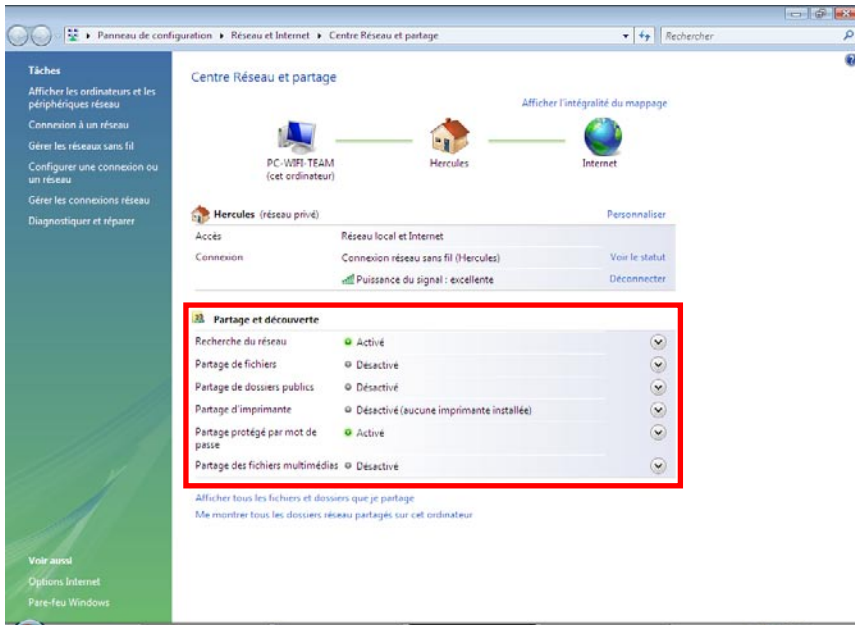 Panneau de configuration ▸ Réseau et Internet ▸ Centre Réseau et partage
Rechercher
Tâches
Afficher les ordinateurs et les
périphériques réseau
Connexion à un réseau
Gérer les réseaux sans fil
Configurer une connexion ou
un réseau
Gérer les connexions réseau
Diagnostiquer et réparer
Voir aussi
Options Internet
Pare-feu Windows
Centre Réseau et partage
Afficher l'intégralité du mappage
PC-WIFI-TEAM
(cet ordinateur)
Hercules
Internet
Hercules (réseau privé)
Personnaliser
Accès Réseau local et Internet
Connexion Connexion réseau sans fil (Hercules) Voir le statut
Puissance du signal : excellente Déconnecter
Partage et découverte
Recherche du réseau Activé
Partage de fichiers Désactivé
Partage de dossiers publics Désactivé
Partage d'imprimante Désactivé (aucune imprimante installée)
Partage protégé par mot de
passe
Activé
Partage des fichiers multimédias Désactivé
Afficher tous les fichiers et dossiers que je partage
Me montrer tous les dossiers réseau partagés sur cet ordinateur